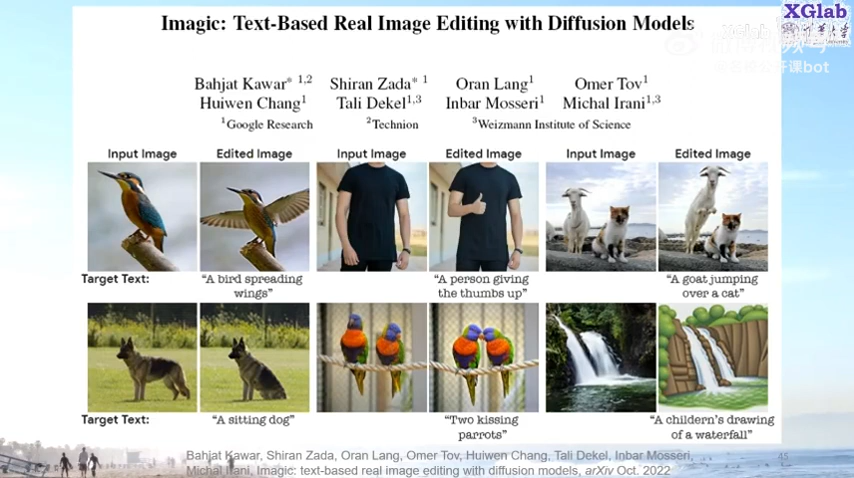 Imagic: Text-Based Real Image Editing with Diffusion Models
XGlab
Bahjat Kawar* 1,2 Shiran Zada* 1 Oran Lang1 Omer Tov1
Huiwen Chang1 Tali Dekel1,3 Inbar Mosseri1 Michal Irani1,3
1Google Research 2Technion 3Weizmann Institute of Science
Input Image Edited Image Input Image Edited Image Input Image Edited Image
Target Text: "A bird spreading wings" "A person giving the thumbs up" "A goat jumping over a cat"
Target Text: "A sitting dog" "Two kissing parrots" "A childern's drawing of a waterfall"
Bahjat Kawar, Shiran Zada, Oran Lang, Omer Tov, Huiwen Chang, Tali Dekel, Inbar Mosseri,
Michal Irani, Imagic: text-based real image editing with diffusion models, arXiv Oct. 2022
45